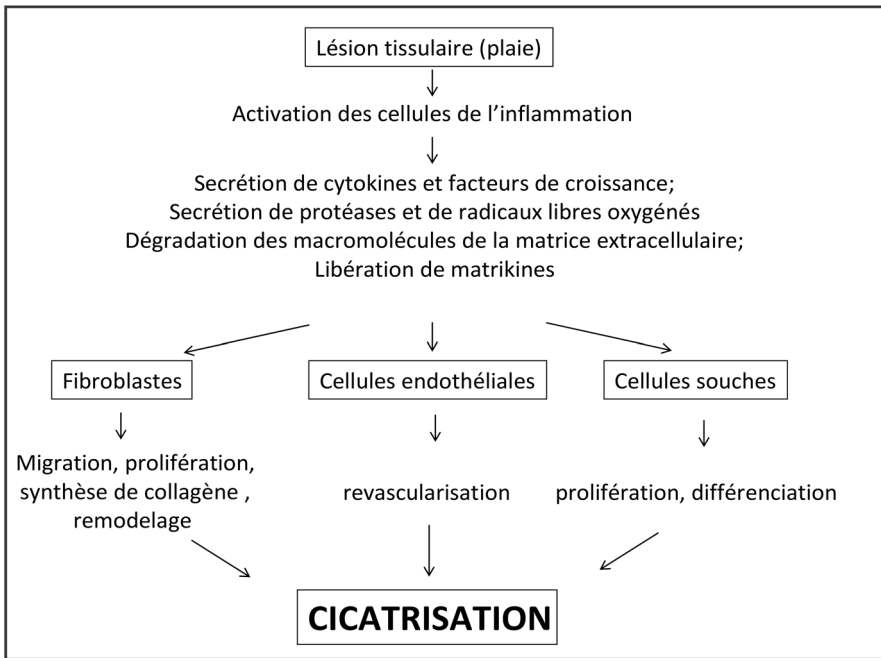 Lésion tissulaire (plaie)
Activation des cellules de l'inflammation
Secrétion de cytokines et facteurs de croissance;
Secrétion de protéases et de radicaux libres oxygénés
Dégradation des macromolécules de la matrice extracellulaire;
Libération de matrikines
Fibroblastes
Cellules endothéliales
Cellules souches
Migration, prolifération,
synthèse de collagène ,
remodelage
revascularisation
prolifération, différenciation
CICATRISATION